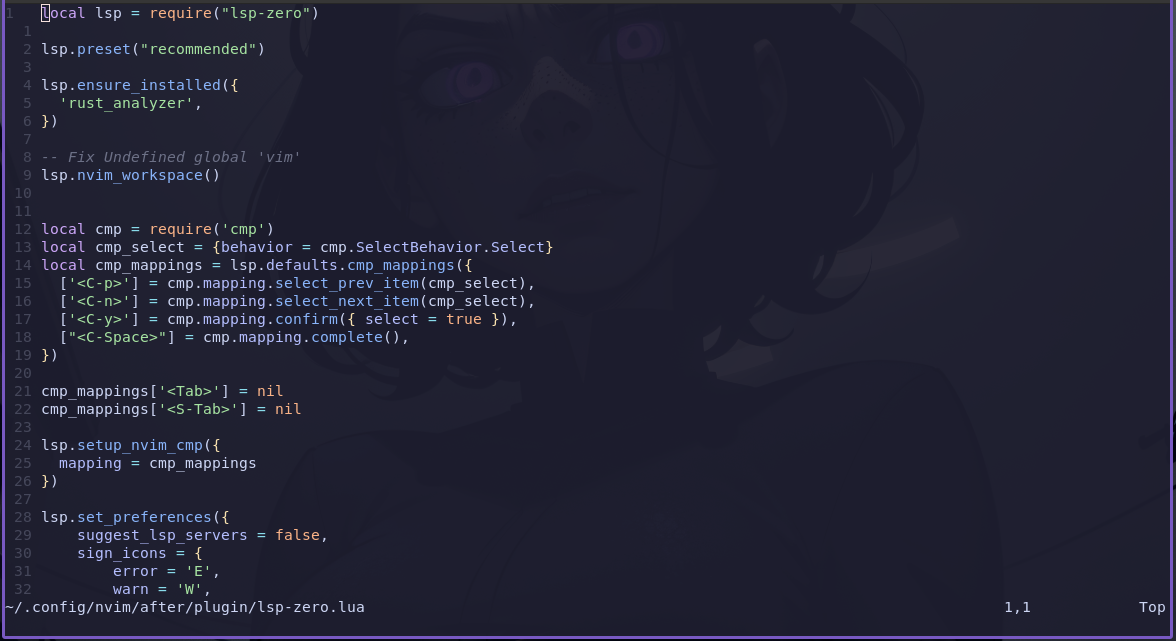 1 local lsp = require("lsp-zero")
1
2 lsp.preset("recommended")
3
4 lsp.ensure_installed({
5   'rust_analyzer',
6 })
7
8 -- Fix Undefined global 'vim'
9 lsp.nvim_workspace()
10
11
12 local cmp = require('cmp')
13 local cmp_select = {behavior = cmp.SelectBehavior.Select}
14 local cmp_mappings = lsp.defaults.cmp_mappings({
15   ['<C-p>'] = cmp.mapping.select_prev_item(cmp_select),
16   ['<C-n>'] = cmp.mapping.select_next_item(cmp_select),
17   ['<C-y>'] = cmp.mapping.confirm({ select = true }),
18   ["<C-Space>"] = cmp.mapping.complete(),
19 })
20
21 cmp_mappings['<Tab>'] = nil
22 cmp_mappings['<S-Tab>'] = nil
23
24 lsp.setup_nvim_cmp({
25   mapping = cmp_mappings
26 })
27
28 lsp.set_preferences({
29     suggest_lsp_servers = false,
30     sign_icons = {
31         error = 'E',
32         warn = 'W',
~/.config/nvim/after/plugin/lsp-zero.lua 1,1 Top